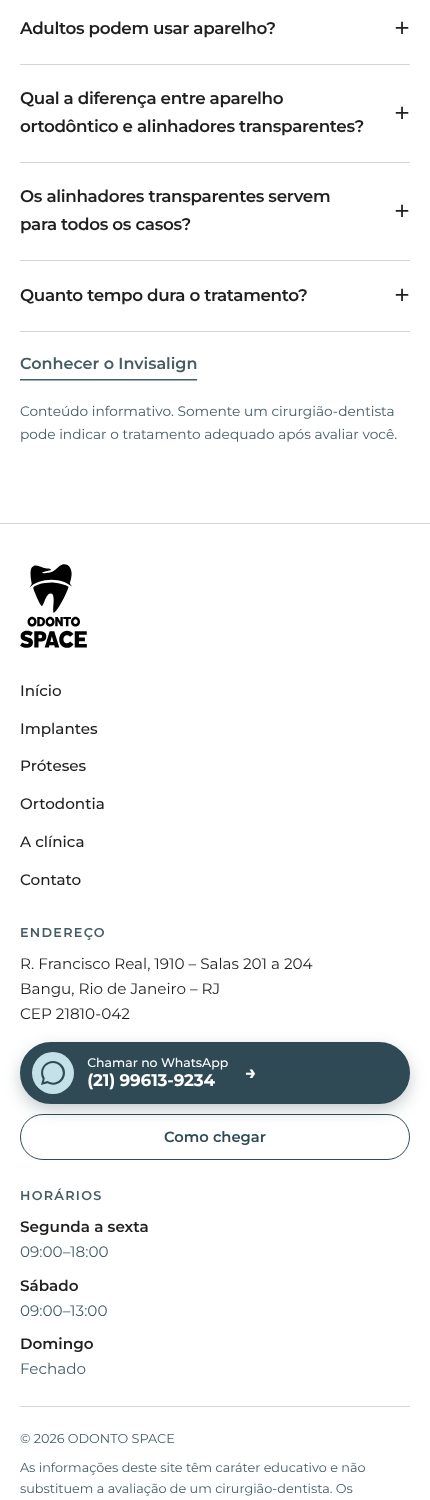 Adultos podem usar aparelho?
+
Qual a diferença entre aparelho
ortodôntico e alinhadores transparentes?
+
Os alinhadores transparentes servem
para todos os casos?
+
Quanto tempo dura o tratamento?
+
Conhecer o Invisalign
Conteúdo informativo. Somente um cirurgião-dentista
pode indicar o tratamento adequado após avaliar você.
ODONTO
SPACE
Início
Implantes
Próteses
Ortodontia
A clínica
Contato
ENDEREÇO
R. Francisco Real, 1910 – Salas 201 a 204
Bangu, Rio de Janeiro – RJ
CEP 21810-042
Chamar no WhatsApp
(21) 99613-9234 →
Como chegar
HORÁRIOS
Segunda a sexta
09:00–18:00
Sábado
09:00–13:00
Domingo
Fechado
© 2026 ODONTO SPACE
As informações deste site têm caráter educativo e não
substituem a avaliação de um cirurgião-dentista. Os